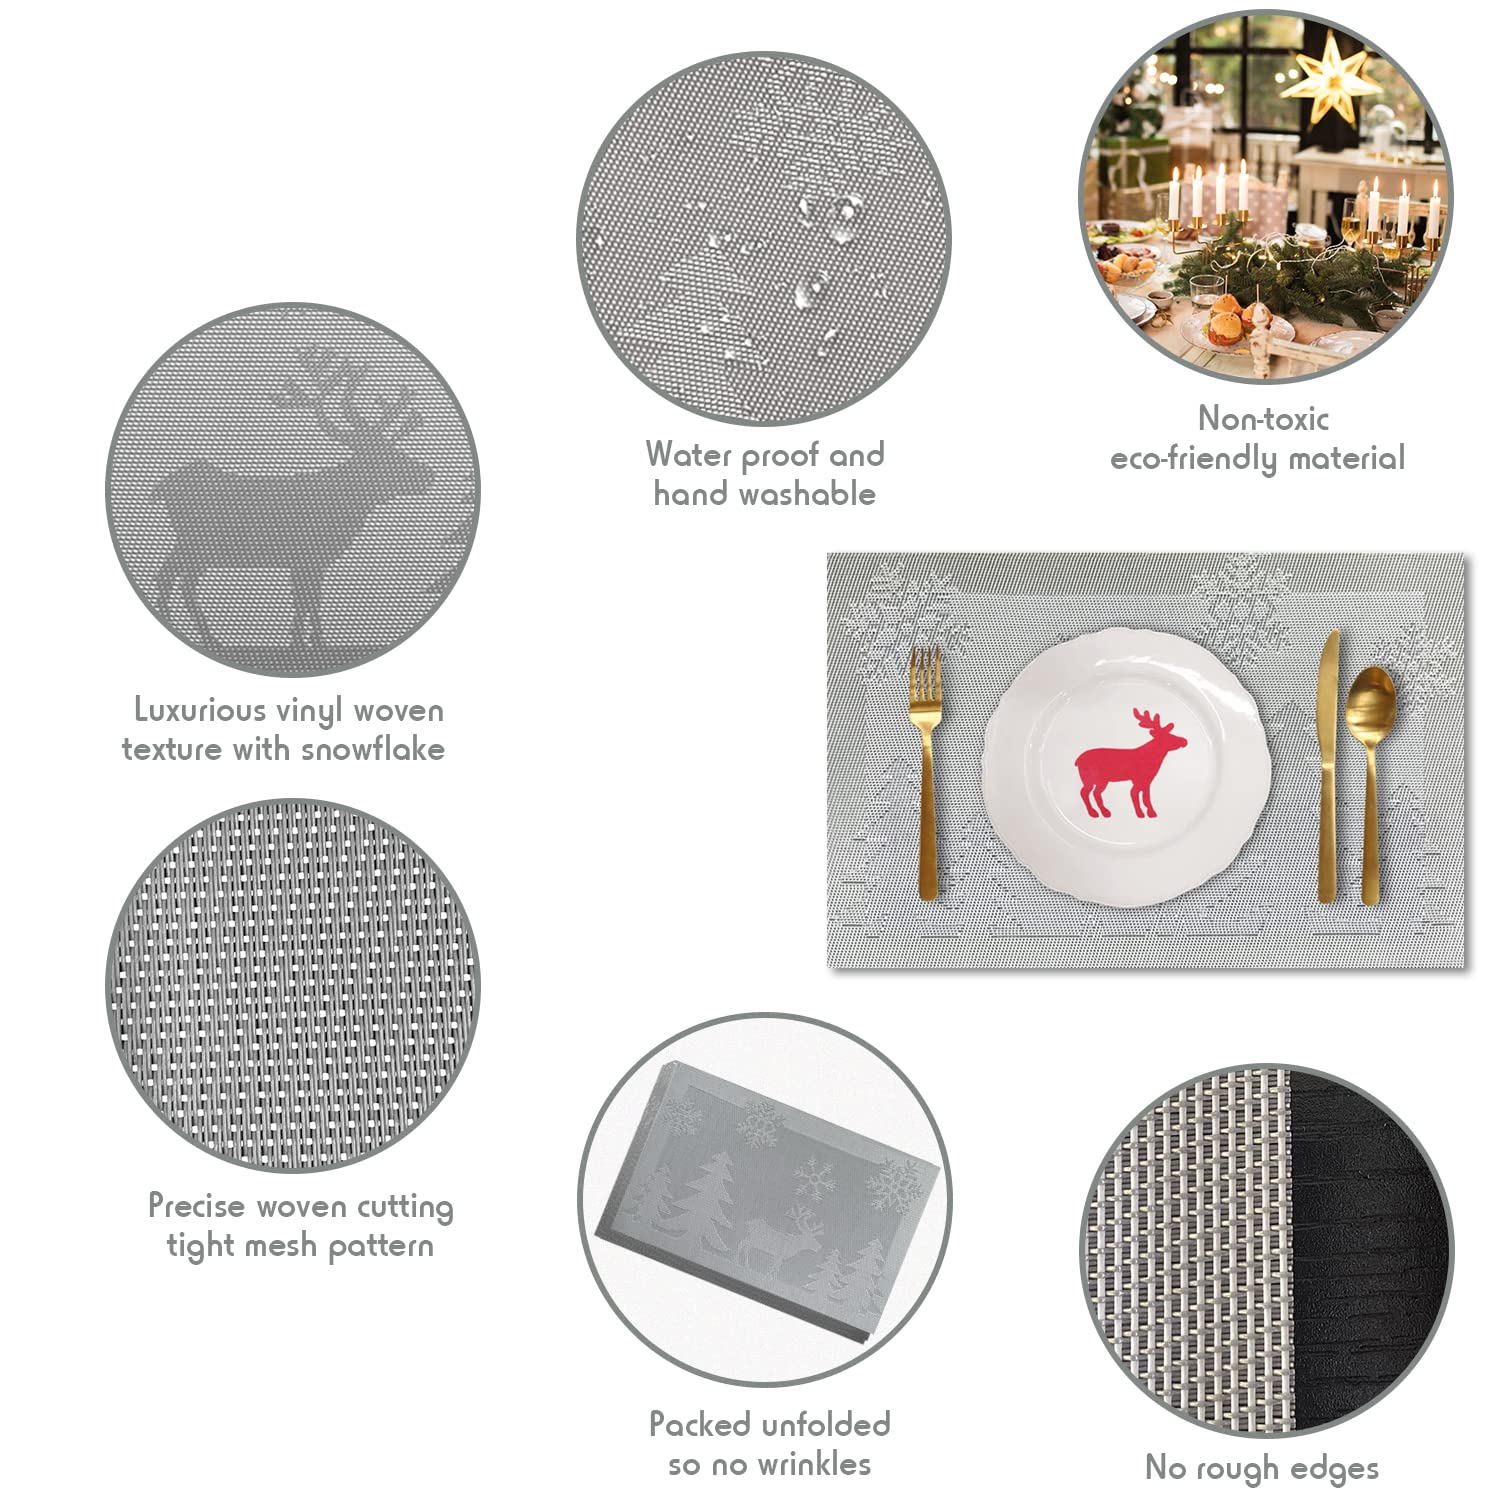 Water proof and
hand washable
Non-toxic
eco-friendly material
Luxurious vinyl woven
texture with snowflake
Precise woven cutting
tight mesh pattern
Packed unfolded
so no wrinkles
No rough edges